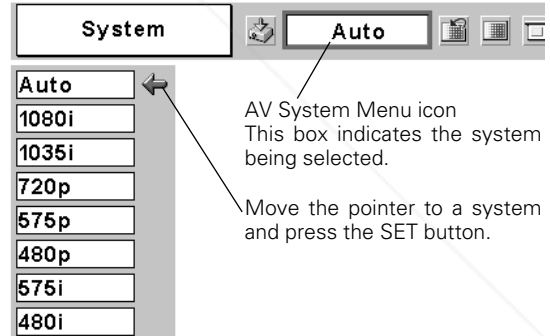 System
Auto
Auto
1080i
1035i
720p
575p
480p
575i
480i
AV System Menu icon
This box indicates the system
being selected.
Move the pointer to a system
and press the SET button.